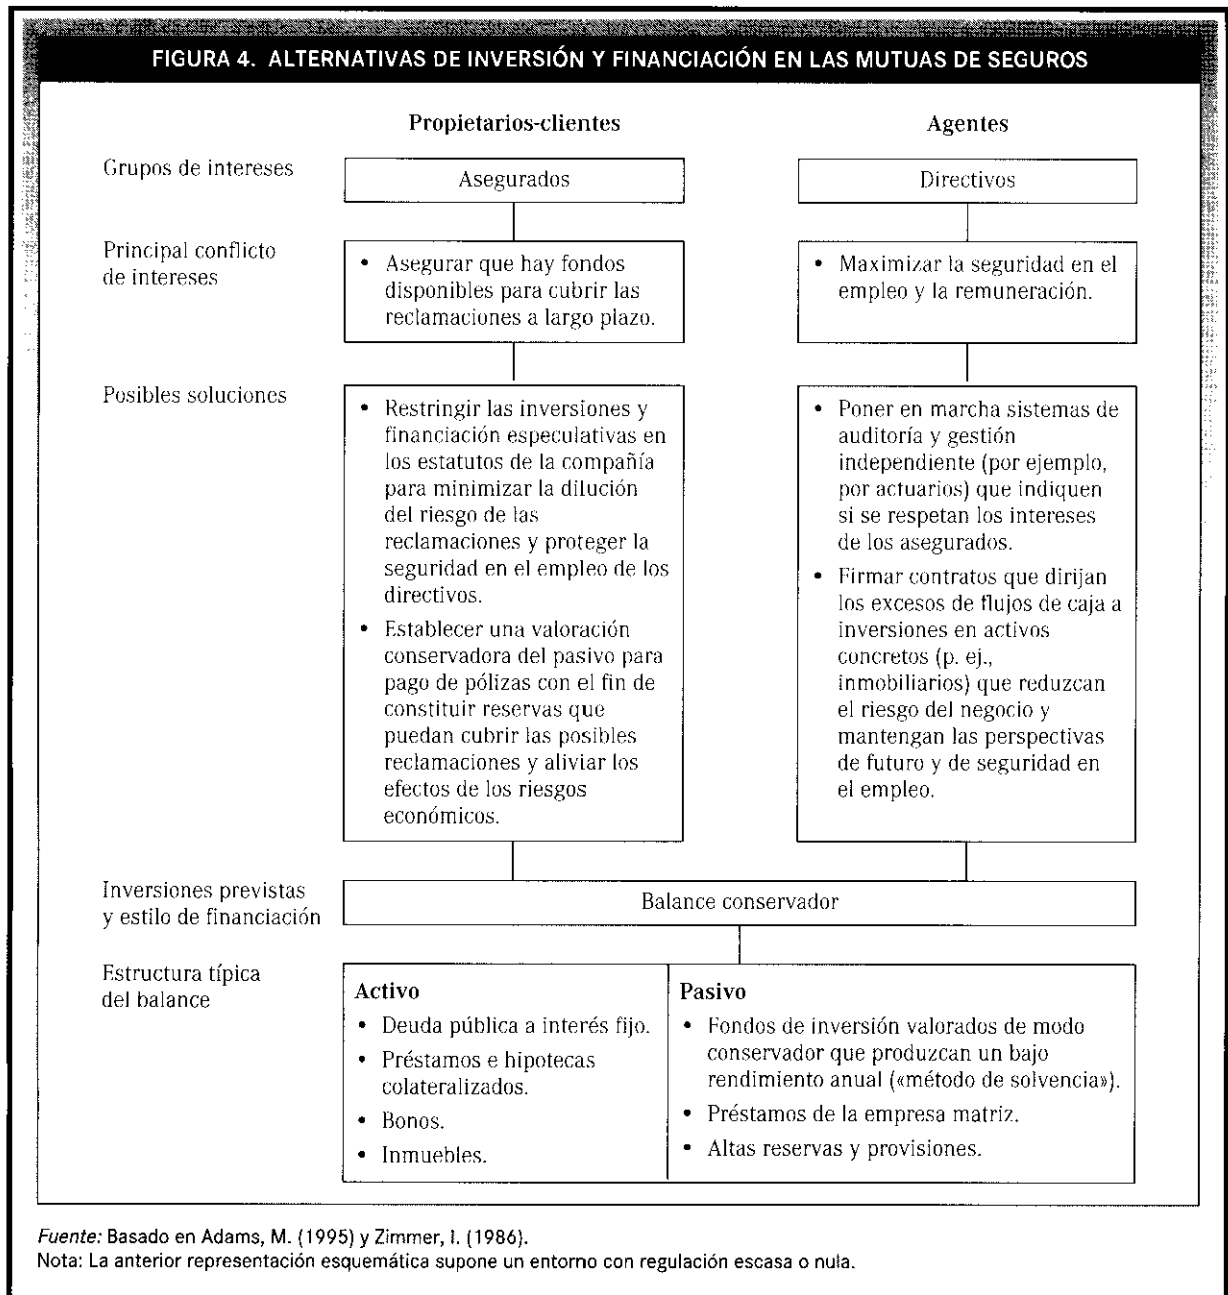 FIGURA 4. ALTERNATIVAS DE INVERSIÓN Y FINANCIACIÓN EN LAS MUTUAS DE SEGUROS
Propietarios-clientes
Agentes
Grupos de intereses
Asegurados
Directivos
Principal conflicto
de intereses
• Asegurar que hay fondos
disponibles para cubrir las
reclamaciones a largo plazo.
• Maximizar la seguridad en el
empleo y la remuneración.
Posibles soluciones
• Restringir las inversiones y
financiación especulativas en
los estatutos de la compañía
para minimizar la dilución
del riesgo de las
reclamaciones y proteger la
seguridad en el empleo de los
directivos.
• Establecer una valoración
conservadora del pasivo para
pago de pólizas con el fin de
constituir reservas que
puedan cubrir las posibles
reclamaciones y aliviar los
efectos de los riesgos
económicos.
• Poner en marcha sistemas de
auditoría y gestión
independiente (por ejemplo,
por actuarios) que indiquen
si se respetan los intereses
de los asegurados.
• Firmar contratos que dirijan
los excesos de flujos de caja a
inversiones en activos
concretos (p. ej.,
inmobiliarios) que reduzcan
el riesgo del negocio y
mantengan las perspectivas
de futuro y de seguridad en
el empleo.
Inversiones previstas
y estilo de financiación
Balance conservador
Estructura típica
del balance
Activo
• Deuda pública a interés fijo.
• Préstamos e hipotecas
colateralizados.
• Bonos.
• Inmuebles.
Pasivo
• Fondos de inversión valorados de modo
conservador que produzcan un bajo
rendimiento anual («método de solvencia»).
• Préstamos de la empresa matriz.
• Altas reservas y provisiones.
Fuente: Basado en Adams, M. (1995) y Zimmer, I. (1986).
Nota: La anterior representación esquemática supone un entorno con regulación escasa o nula.